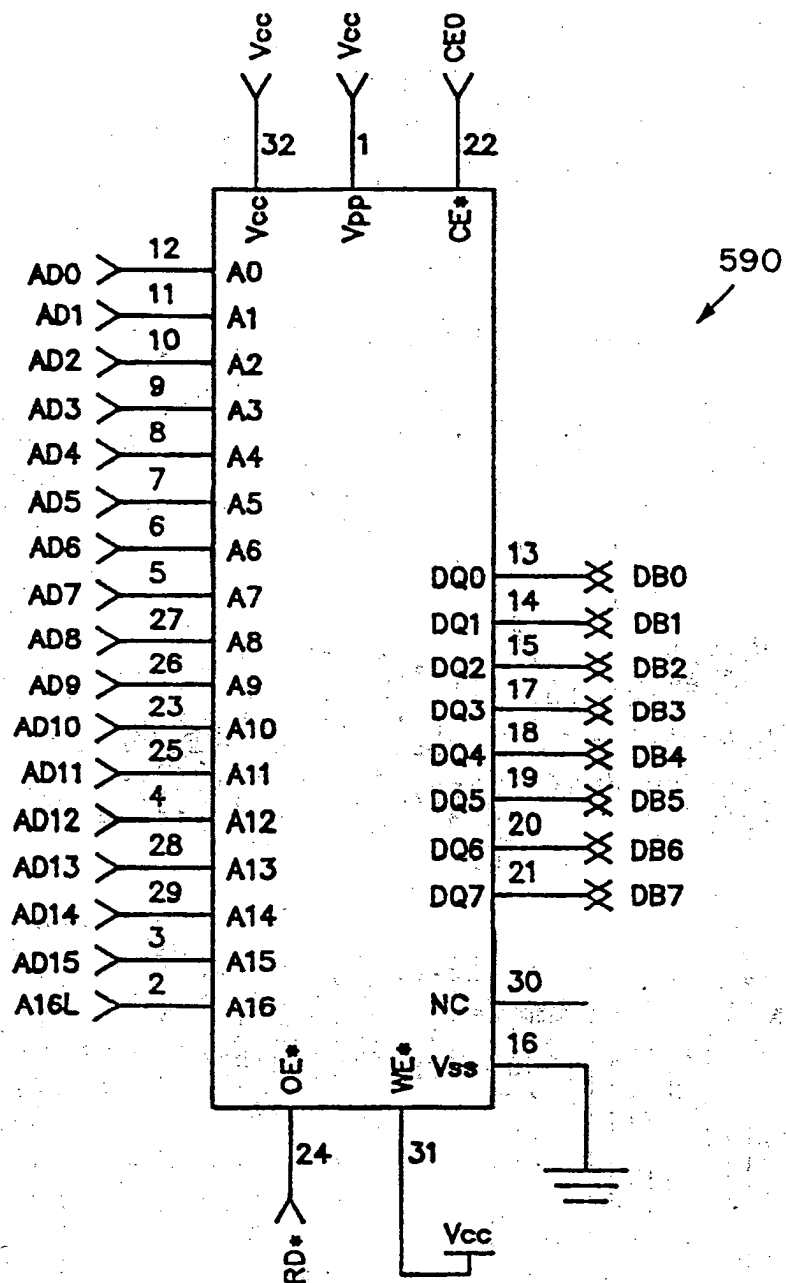 Vcc Vcc CE0
32 1 22
Vcc Vpp CE*
590
AD0 12 A0
AD1 11 A1
AD2 10 A2
AD3 9 A3
AD4 8 A4
AD5 7 A5
AD6 6 A6
AD7 5 A7
AD8 27 A8
AD9 26 A9
AD10 23 A10
AD11 25 A11
AD12 4 A12
AD13 28 A13
AD14 29 A14
AD15 3 A15
A16L 2 A16
DQ0 13 DB0
DQ1 14 DB1
DQ2 15 DB2
DQ3 17 DB3
DQ4 18 DB4
DQ5 19 DB5
DQ6 20 DB6
DQ7 21 DB7
NC 30
Vss 16
OE* WE*
24 31
RD* Vcc